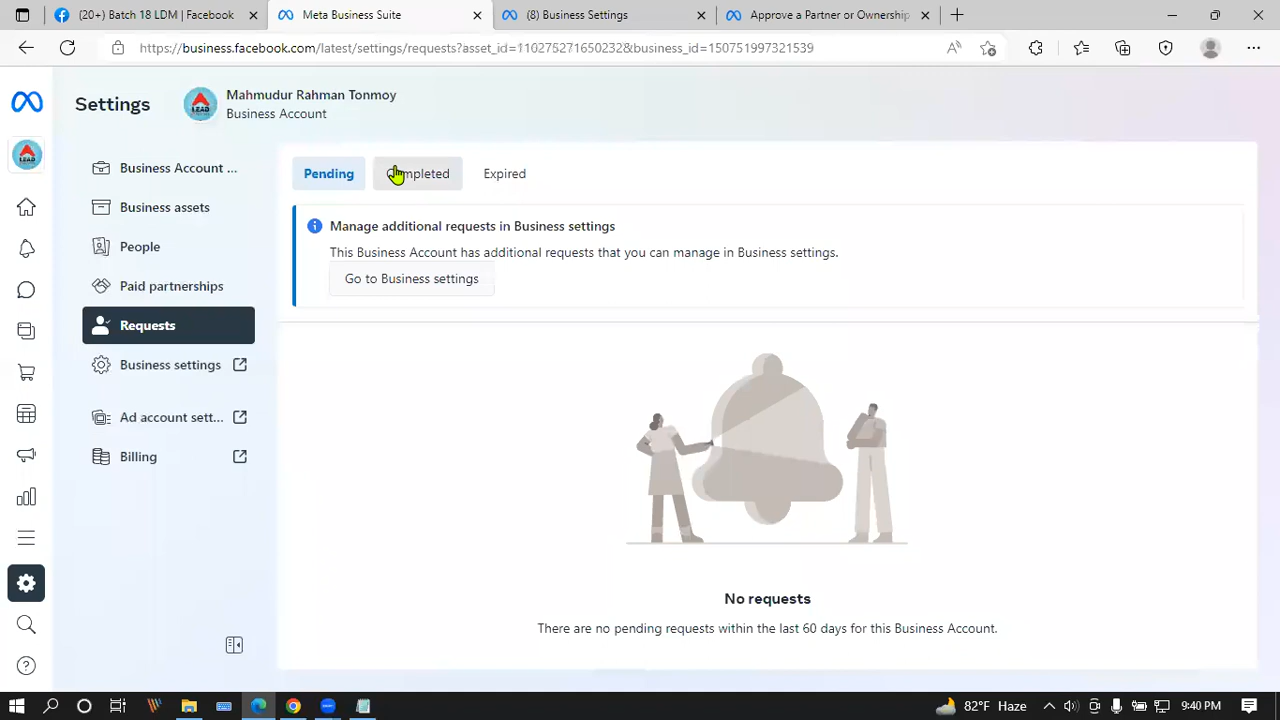 (20+) Batch 18 LDM | Facebook
Meta Business Suite
(8) Business Settings
Approve a Partner or Ownership
https://business.facebook.com/latest/settings/requests?asset_id=110275271650232&business_id=150751997321539
Settings
LEAD
Mahmudur Rahman Tonmoy
Business Account
LEAD
Business Account ...
Business assets
People
Paid partnerships
Requests
Business settings
Ad account sett...
Billing
Pending
Expired
Manage additional requests in Business settings
This Business Account has additional requests that you can manage in Business settings.
Go to Business settings
No requests
There are no pending requests within the last 60 days for this Business Account.
82°F Haze
9:40 PM